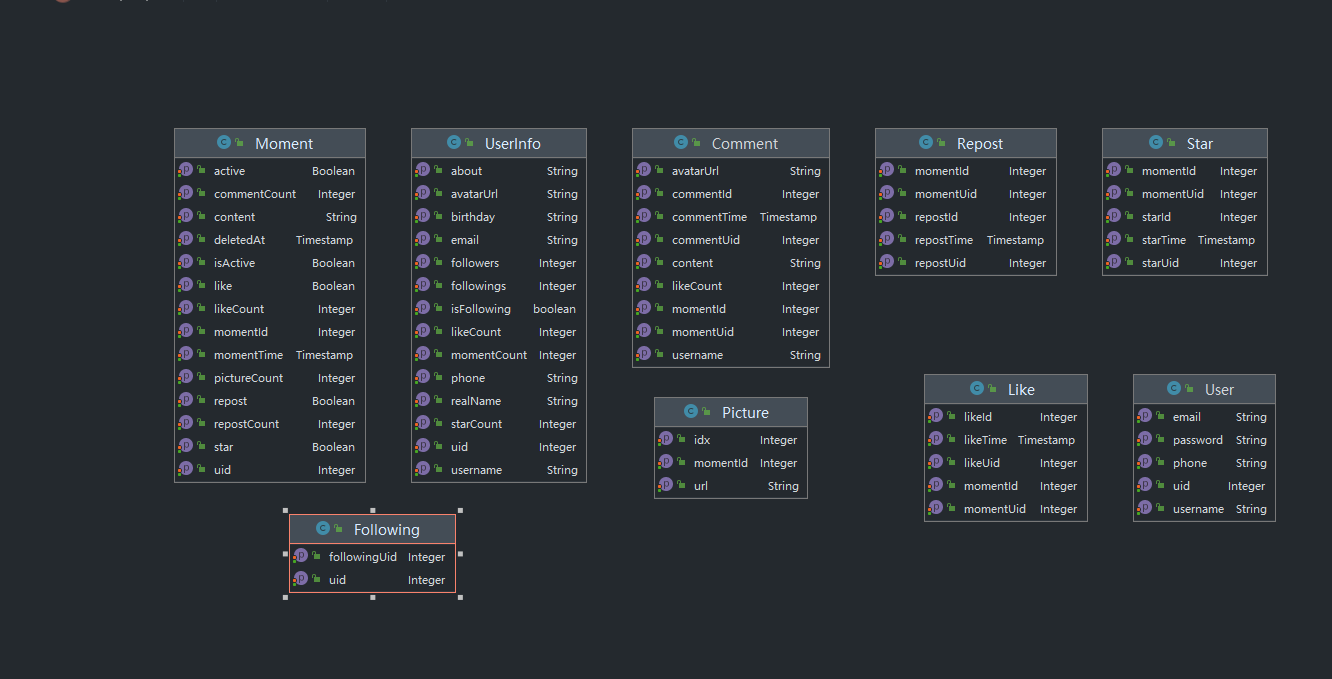 Moment
active Boolean
commentCount Integer
content String
deletedAt Timestamp
isActive Boolean
like Boolean
likeCount Integer
momentId Integer
momentTime Timestamp
pictureCount Integer
repost Boolean
repostCount Integer
star Boolean
uid Integer
UserInfo
about String
avatarUrl String
birthday String
email String
followers Integer
followings Integer
isFollowing boolean
likeCount Integer
momentCount Integer
phone String
realName String
starCount Integer
uid Integer
username String
Comment
avatarUrl String
commentId Integer
commentTime Timestamp
commentUid Integer
content String
likeCount Integer
momentId Integer
momentUid Integer
username String
Repost
momentId Integer
momentUid Integer
repostId Integer
repostTime Timestamp
repostUid Integer
Star
momentId Integer
momentUid Integer
starId Integer
starTime Timestamp
starUid Integer
Picture
idx Integer
momentId Integer
url String
Like
likeId Integer
likeTime Timestamp
likeUid Integer
momentId Integer
momentUid Integer
User
email String
password String
phone String
uid Integer
username String
Following
followingUid Integer
uid Integer